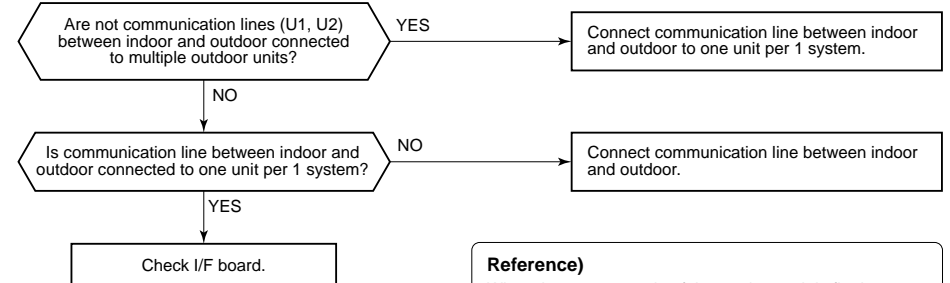 Are not communication lines (U1, U2)
between indoor and outdoor connected
to multiple outdoor units?
YES
Connect communication line between indoor
and outdoor to one unit per 1 system.
NO
Is communication line between indoor and
outdoor connected to one unit per 1 system?
NO
Connect communication line between indoor
and outdoor.
YES
Check I/F board.
Reference)